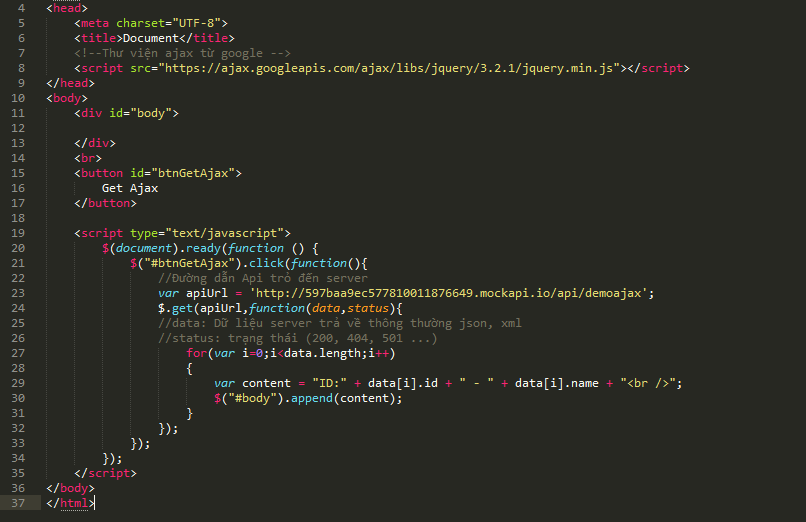 4 <head>
5 <meta charset="UTF-8">
6 <title>Document</title>
7 <!--Thư viện ajax từ google -->
8 <script src="https://ajax.googleapis.com/ajax/libs/jquery/3.2.1/jquery.min.js"></script>
9 </head>
10 <body>
11 <div id="body">
12
13 </div>
14 <br>
15 <button id="btnGetAjax">
16 Get Ajax
17 </button>
18
19 <script type="text/javascript">
20 $(document).ready(function () {
21 $("#btnGetAjax").click(function(){
22 //Đường dẫn Api trỏ đến server
23 var apiUrl = 'http://597baa9ec577810011876649.mockapi.io/api/demoajax';
24 $.get(apiUrl,function(data,status){
25 //data: Dữ liệu server trả về thông thường json, xml
26 //status: trạng thái (200, 404, 501 ...)
27 for(var i=0;i<data.length;i++)
28 {
29 var content = "ID:" + data[i].id + " - " + data[i].name + "<br />";
30 $("#body").append(content);
31 }
32 });
33 });
34 });
35 </script>
36 </body>
37 </html>